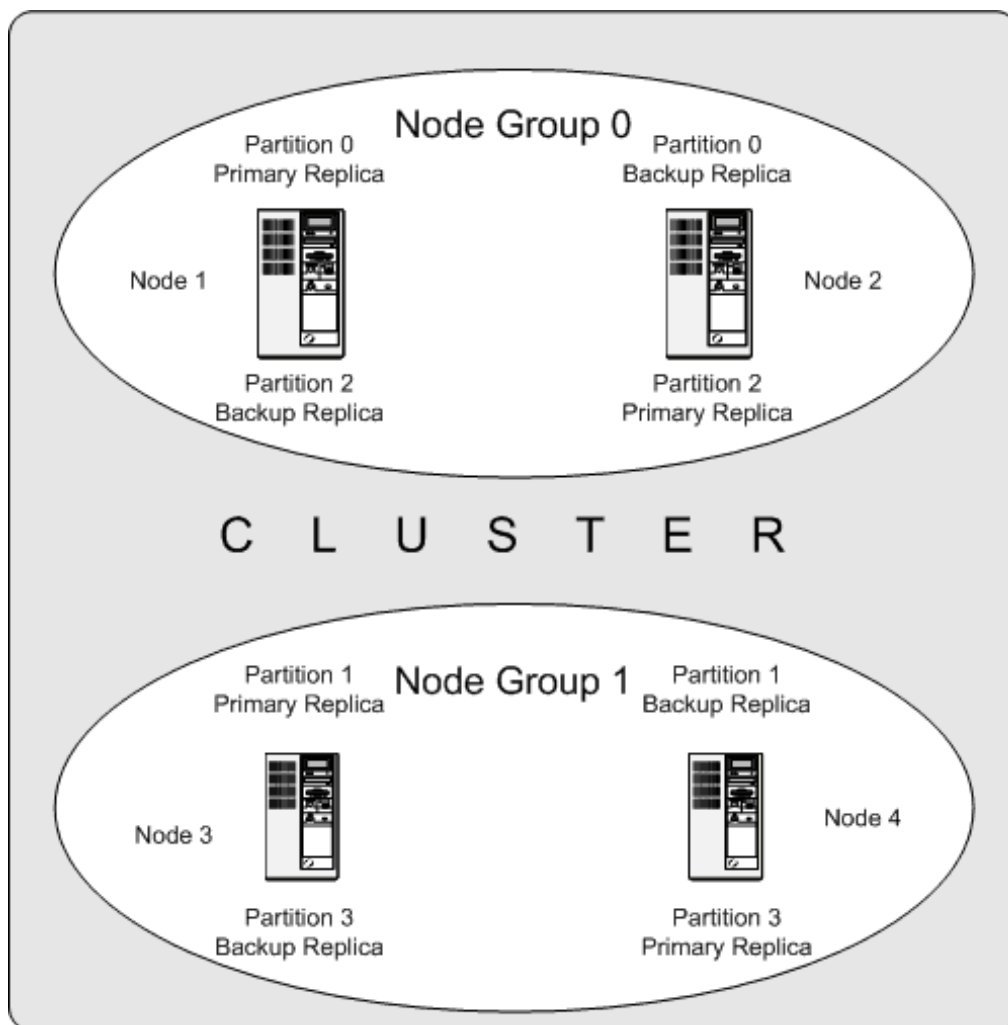 Node Group 0
Partition 0
Primary Replica
Partition 0
Backup Replica
Node 1
Node 2
Partition 2
Backup Replica
Partition 2
Primary Replica
C L U S T E R
Node Group 1
Partition 1
Primary Replica
Partition 1
Backup Replica
Node 3
Node 4
Partition 3
Backup Replica
Partition 3
Primary Replica